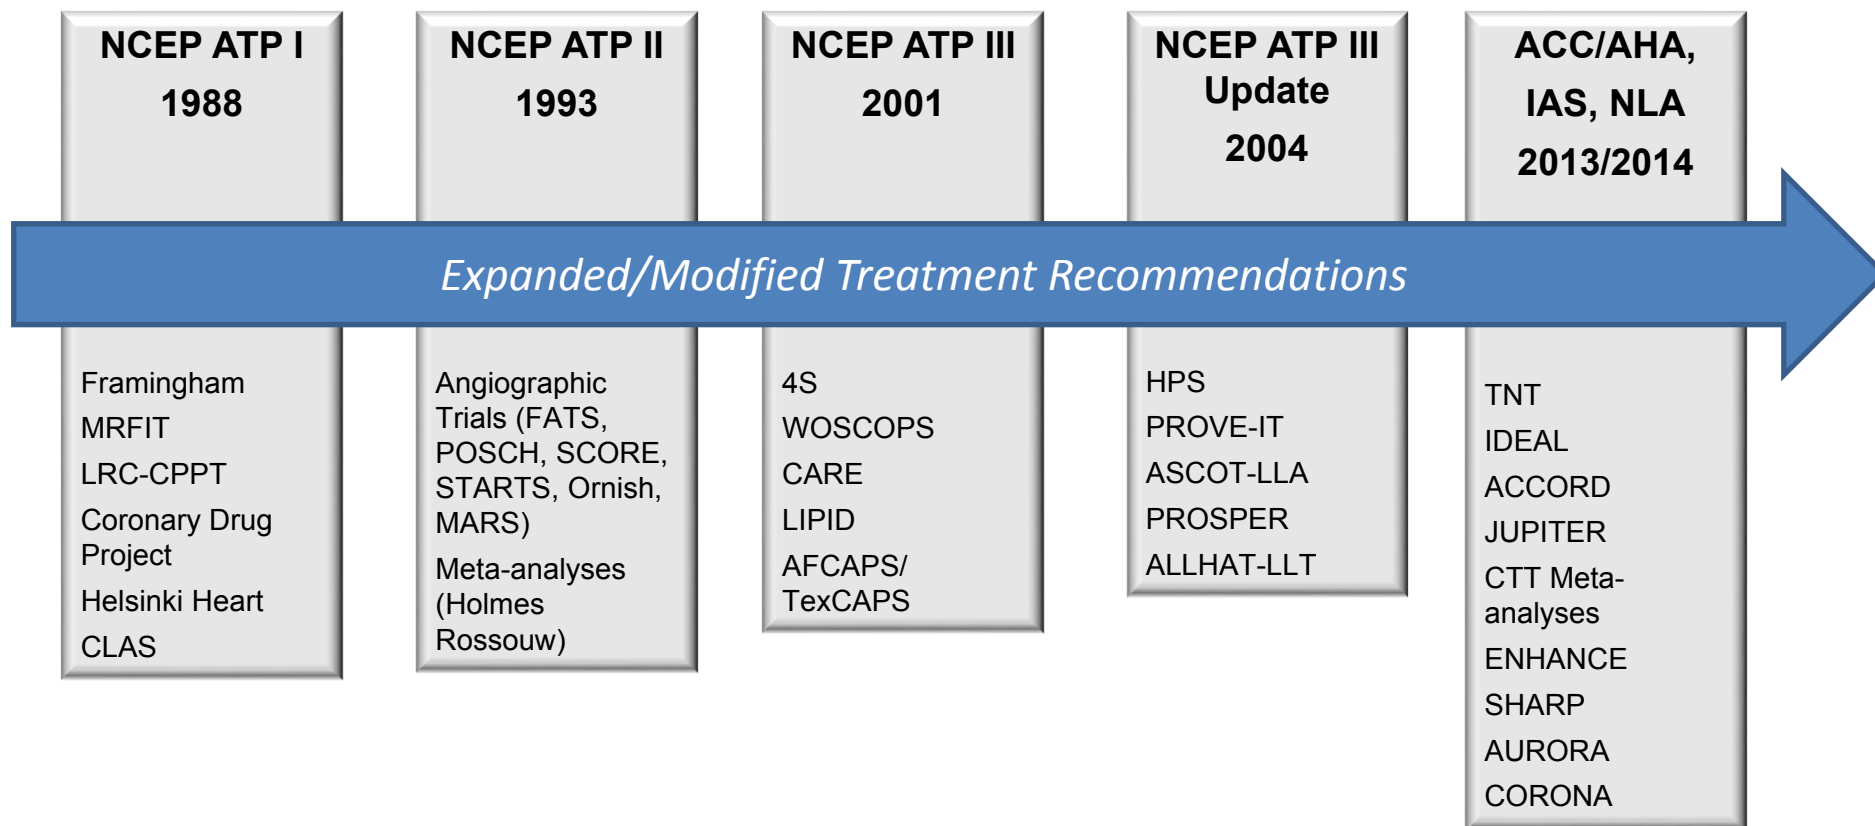 NCEP ATP I
1988
NCEP ATP II
1993
NCEP ATP III
2001
NCEP ATP III
Update
2004
ACC/AHA,
IAS, NLA
2013/2014
Expanded/Modified Treatment Recommendations
Framingham
MRFIT
LRC-CPPT
Coronary Drug
Project
Helsinki Heart
CLAS
Angiographic
Trials (FATS,
POSCH, SCORE,
STARTS, Ornish,
MARS)
Meta-analyses
(Holmes
Rossouw)
4S
WOSCOPS
CARE
LIPID
AFCAPS/
TexCAPS
HPS
PROVE-IT
ASCOT-LLA
PROSPER
ALLHAT-LLT
TNT
IDEAL
ACCORD
JUPITER
CTT Meta-
analyses
ENHANCE
SHARP
AURORA
CORONA